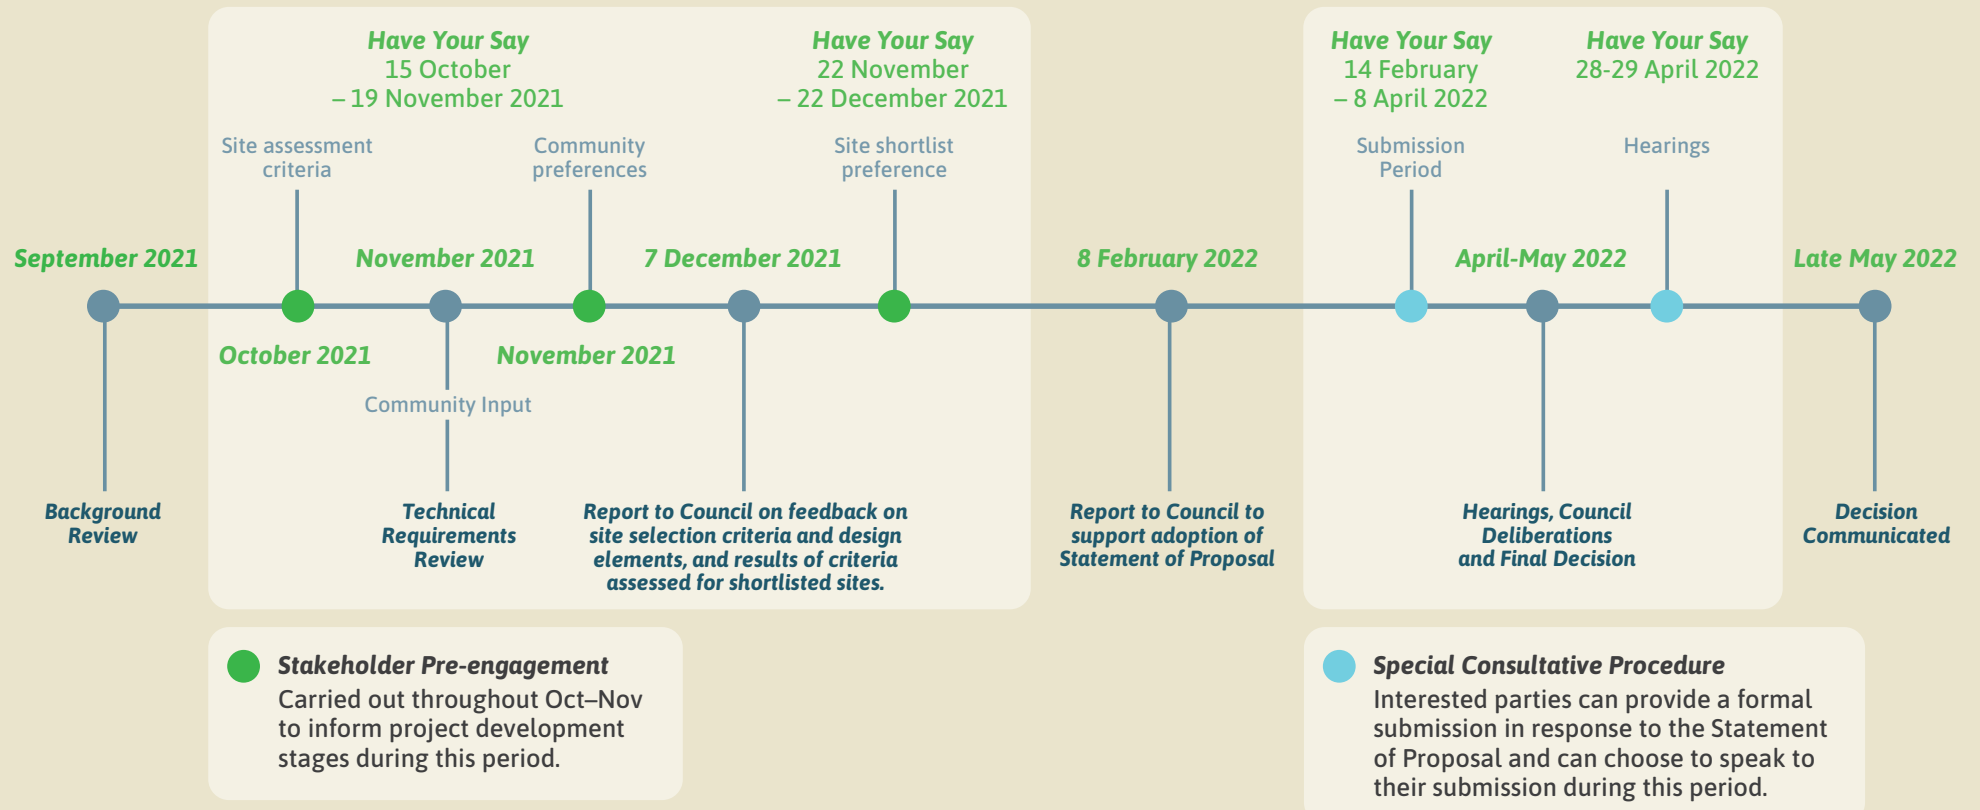 Have Your Say
15 October
– 19 November 2021
Have Your Say
22 November
– 22 December 2021
Have Your Say
14 February
– 8 April 2022
Have Your Say
28-29 April 2022
Site assessment
criteria
Community
preferences
Site shortlist
preference
Submission
Period
Hearings
September 2021
November 2021
7 December 2021
8 February 2022
April-May 2022
Late May 2022
October 2021
November 2021
Community Input
Background
Review
Technical
Requirements
Review
Report to Council on feedback on
site selection criteria and design
elements, and results of criteria
assessed for shortlisted sites.
Report to Council to
support adoption of
Statement of Proposal
Hearings, Council
Deliberations
and Final Decision
Decision
Communicated
Stakeholder Pre-engagement
Carried out throughout Oct–Nov
to inform project development
stages during this period.
Special Consultative Procedure
Interested parties can provide a formal
submission in response to the Statement
of Proposal and can choose to speak to
their submission during this period.